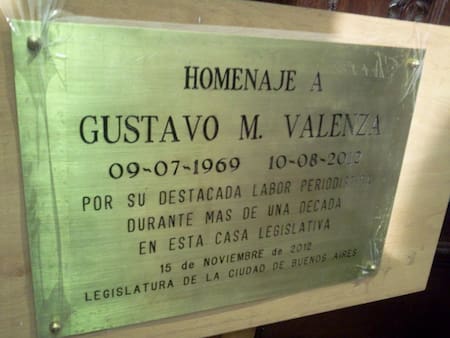 HOMENAJE A
GUSTAVO M. VALENZA
09-07-1969 10-08-2012
POR SU DESTACADA LABOR PERIODISTICA
DURANTE MAS DE UNA DECADA
EN ESTA CASA LEGISLATIVA
15 de NOVIEMBRE de 2012
LEGISLATURA DE LA CIUDAD DE BUENOS AIRES